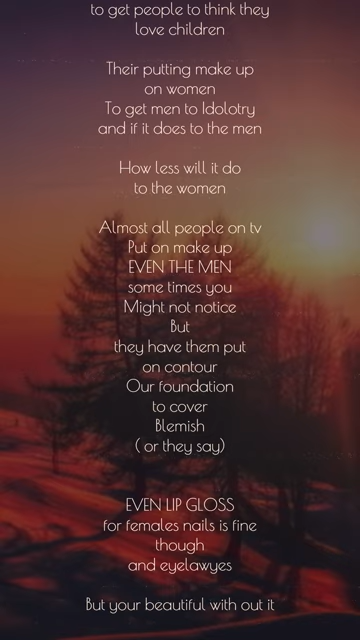 to get people to think they
love children
Their putting make up
on women
To get men to Idolotry
and if it does to the men
How less will it do
to the women
Almost all people on tv
Put on make up
EVEN THE MEN
some times you
Might not notice
But
they have them put
on contour
Our foundation
to cover
Blemish
( or they say)
EVEN LIP GLOSS
for females nails is fine
though
and eyelawyes
But your beautiful with out it